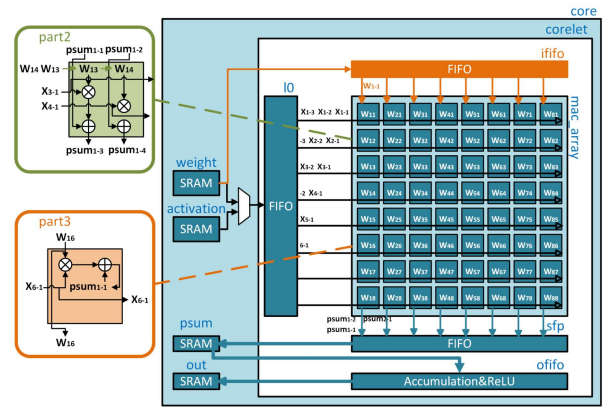 core
corelet
part2
psum1-1 psum1-2
W14 W13 W13 W14
X3-1
X4-1
psum1-3 psum1-4
part3
W16
X6-1
psum1-1
X6-1
W16
weight
SRAM
activation
SRAM
l0
FIFO
ififo
FIFO
W1-1
mac array
X1-3 X1-2 X1-1
-3 X2-2 X2-1
X3-2 X3-1
-2 X4-1
X5-1
6-1
W11 W21 W31 W41 W51 W61 W71 W81
W12 W22 W32 W42 W52 W62 W72 W82
W13 W23 W33 W43 W53 W63 W73 W83
W14 W24 W34 W44 W54 W64 W74 W84
W15 W25 W35 W45 W55 W65 W75 W85
W16 W26 W36 W46 W56 W66 W76 W86
W17 W27 W37 W47 W57 W67 W77 W87
W18 W28 W38 W48 W58 W68 W78 W88
psum1-2 psum2-1
psum1-1
sfp
psum
SRAM
FIFO
out
ofifo
SRAM
Accumulation&ReLU